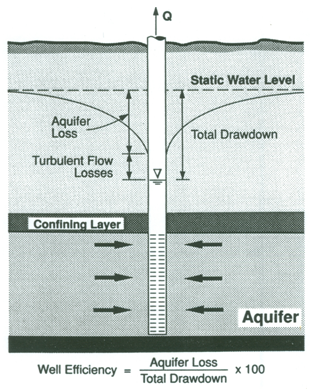 Q
Static Water Level
Aquifer
Loss
Total Drawdown
Turbulent Flow
Losses
Confining Layer
Aquifer
Well Efficiency = Aquifer Loss / Total Drawdown x 100